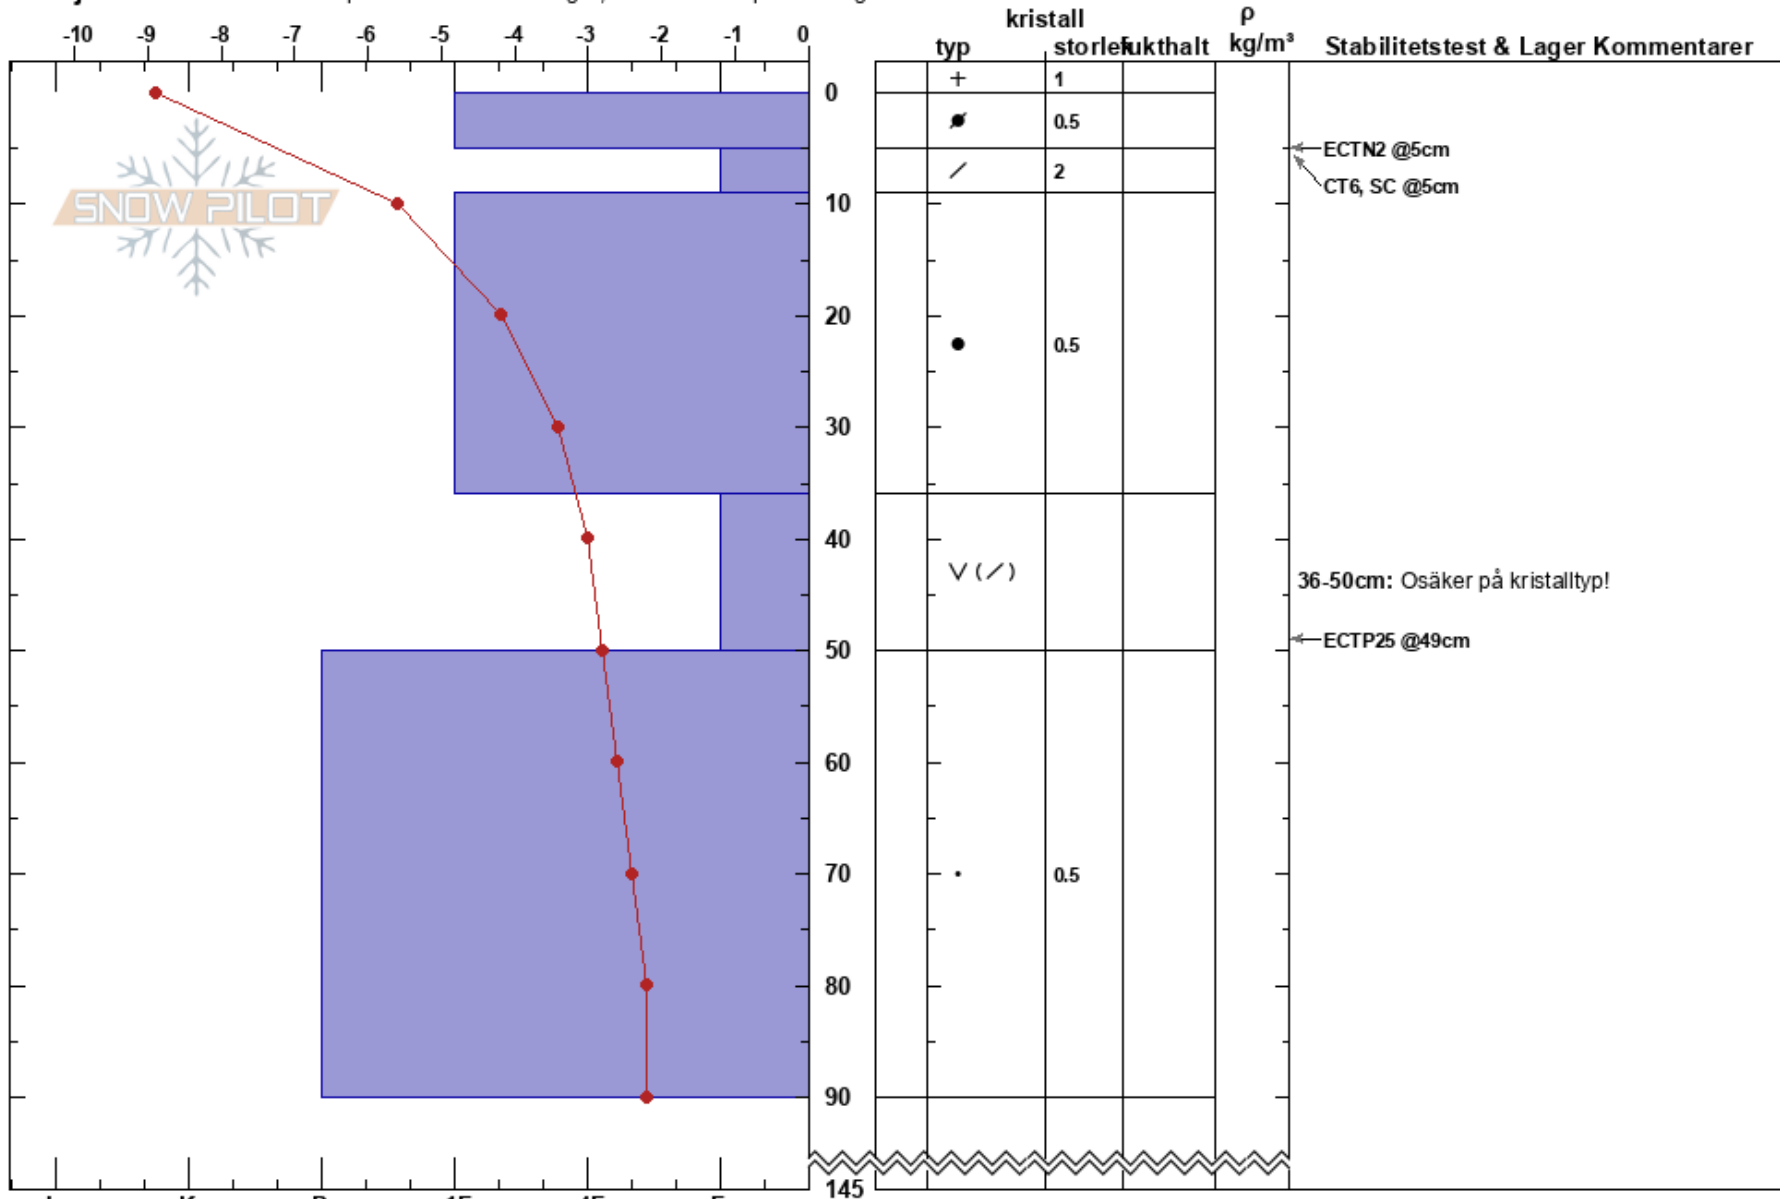 kristall ρ
-10 -9 -8 -7 -6 -5 -4 -3 -2 -1 0 typ storlek fukthalt kg/m³ Stabilitetstest & Lager Kommentarer
+ 1
0
0.5
ECTN2 @5cm
2
CT6, SC @5cm
SNOW PILOT
10
20
0.5
30
40
V (/)
36-50cm: Osäker på kristalltyp!
ECTP25 @49cm
50
60
70 0.5
80
90
145